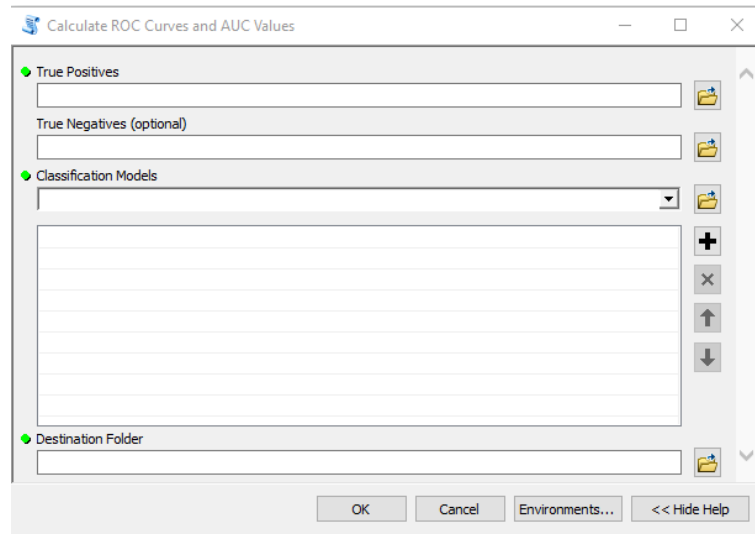 Calculate ROC Curves and AUC Values
True Positives
True Negatives (optional)
Classification Models
Destination Folder
OK
Cancel
Environments...
<< Hide Help